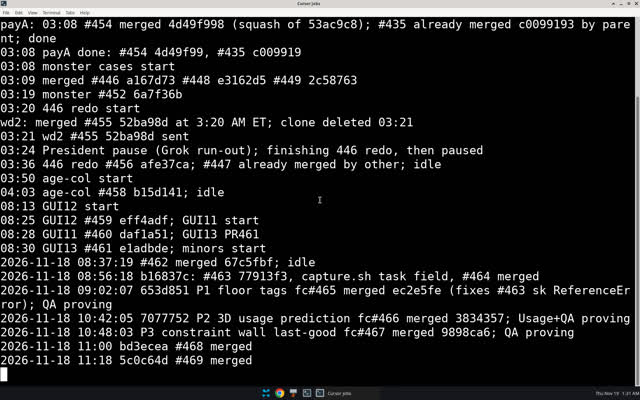 Cursor jobs
File Edit View Terminal Tabs Help
payA: 03:08 #454 merged 4d49f998 (squash of 53ac9c8); #435 already merged c0099193 by pare
nt; done
03:08 payA done: #454 4d49f99, #435 c009919
03:08 monster cases start
03:09 merged #446 a167d73 #448 e3162d5 #449 2c58763
03:19 monster #452 6a7f36b
03:20 446 redo start
wd2: merged #455 52ba98d at 3:20 AM ET; clone deleted 03:21
03:21 wd2 #455 52ba98d sent
03:24 President pause (Grok run-out); finishing 446 redo, then paused
03:36 446 redo #456 afe37ca; #447 already merged by other; idle
03:50 age-col start
04:03 age-col #458 b15d141; idle
08:13 GUI12 start
08:25 GUI12 #459 eff4adf; GUI11 start
08:28 GUI11 #460 daf1a51; GUI13 PR461
08:30 GUI13 #461 e1adbde; minors start
2026-11-18 08:37:19 #462 merged 67c5fbf; idle
2026-11-18 08:56:18 b16837c: #463 77913f3, capture.sh task field, #464 merged
2026-11-18 09:02:07 653d851 P1 floor tags fc#465 merged ec2e5fe (fixes #463 sk ReferenceEr
ror); QA proving
2026-11-18 10:42:05 7077752 P2 3D usage prediction fc#466 merged 3834357; Usage+QA proving
2026-11-18 10:48:03 P3 constraint wall last-good fc#467 merged 9898ca6; QA proving
2026-11-18 11:00 bd3ecea #468 merged
2026-11-18 11:18 5c0c64d #469 merged
Cursor jobs
Thu Nov 19 1:31 AM